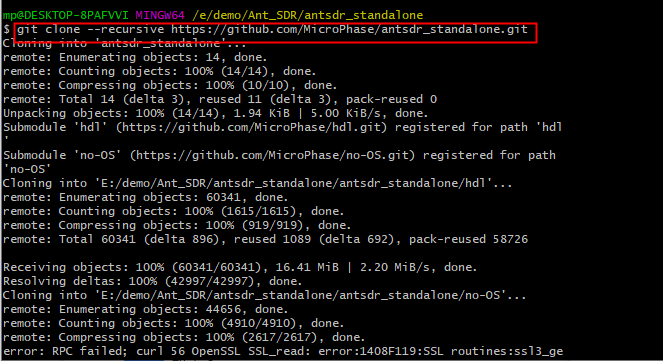 mp@DESKTOP-8PAFVVI MINGW64 /e/demo/Ant_SDR/antsdr_standalone
$ git clone --recursive https://github.com/MicroPhase/antsdr_standalone.git
Cloning into 'antsdr_standalone'...
remote: Enumerating objects: 14, done.
remote: Counting objects: 100% (14/14), done.
remote: Compressing objects: 100% (10/10), done.
remote: Total 14 (delta 3), reused 11 (delta 3), pack-reused 0
Unpacking objects: 100% (14/14), 1.94 KiB | 5.00 KiB/s, done.
Submodule 'hdl' (https://github.com/MicroPhase/hdl.git) registered for path 'hdl
'
Submodule 'no-OS' (https://github.com/MicroPhase/no-OS.git) registered for path
'no-OS'
Cloning into 'E:/demo/Ant_SDR/antsdr_standalone/antsdr_standalone/hdl'...
remote: Enumerating objects: 60341, done.
remote: Counting objects: 100% (1615/1615), done.
remote: Compressing objects: 100% (919/919), done.
remote: Total 60341 (delta 896), reused 1089 (delta 692), pack-reused 58726
Receiving objects: 100% (60341/60341), 16.41 MiB | 2.20 MiB/s, done.
Resolving deltas: 100% (42997/42997), done.
Cloning into 'E:/demo/Ant_SDR/antsdr_standalone/antsdr_standalone/no-OS'...
remote: Enumerating objects: 44656, done.
remote: Counting objects: 100% (4910/4910), done.
remote: Compressing objects: 100% (2617/2617), done.
error: RPC failed; curl 56 OpenSSL SSL_read: error:1408F119:SSL routines:ssl3_ge